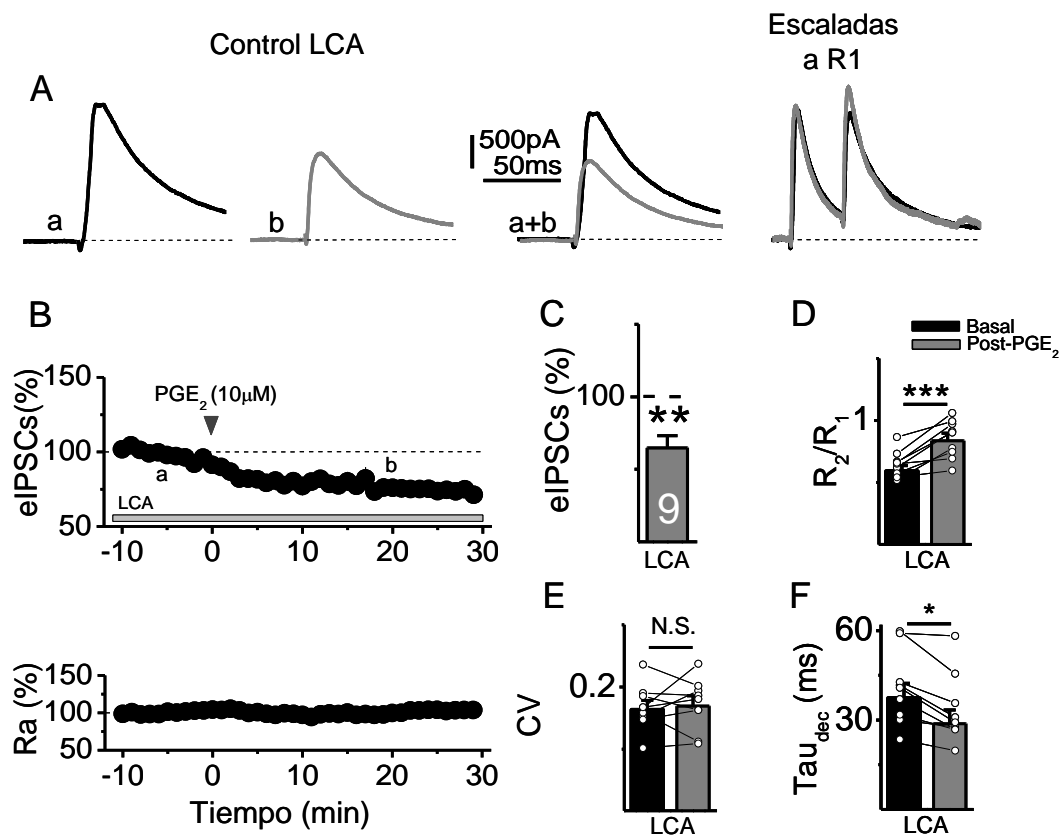 Control LCA
Escaladas
a R1
A
a
b
500pA
50ms
a+b
B
eIPSCs(%)
150
100
50
PGE₂ (10μM)
a
b
LCA
-10
0
10
20
30
C
eIPSCs (%)
100
**
9
LCA
D
Basal
Post-PGE₂
R₂/R₁
1
***
LCA
Ra (%)
150
100
50
-10
0
10
20
30
Tiempo (min)
E
CV
0.2
N.S.
LCA
F
Tau_dec (ms)
60
30
*
LCA